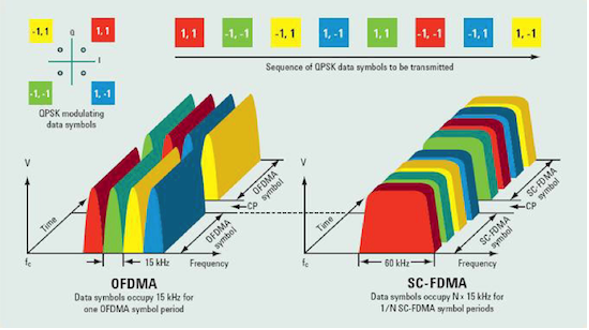 -1, 1
Q
1, 1
I
-1, -1
1, -1
QPSK modulating
data symbols
1, 1 -1, -1 -1, 1 1, -1 1, 1 -1, -1 -1, 1 1, -1
Sequence of QPSK data symbols to be transmitted
V
Time
OFDMA
symbol
CP
OFDMA
symbol
fc
15 kHz
Frequency
OFDMA
Data symbols occupy 15 kHz for
one OFDMA symbol period
V
Time
SC-FDMA
symbol
CP
SC-FDMA
symbol
fc
60 kHz
Frequency
SC-FDMA
Data symbols occupy N x 15 kHz for
1/N SC-FDMA symbol periods